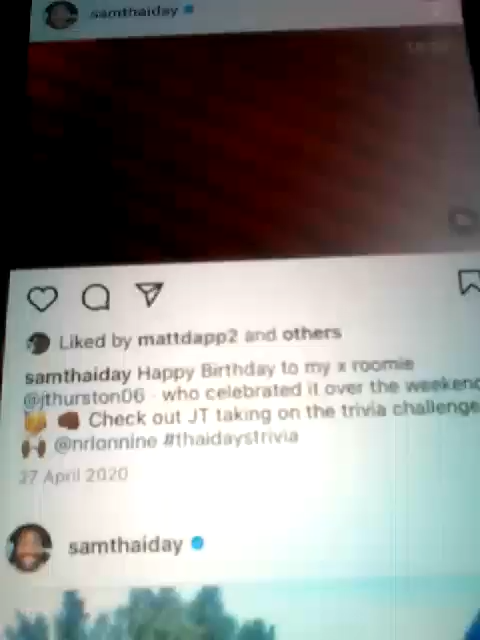 samthaiday
Liked by mattdapp2 and others
samthaiday Happy Birthday to my x roomie
@jthurston06 - who celebrated it over the weekend
Check out JT taking on the trivia challenge
@nrlonnine #thaidaystrivia
27 April 2020
samthaiday